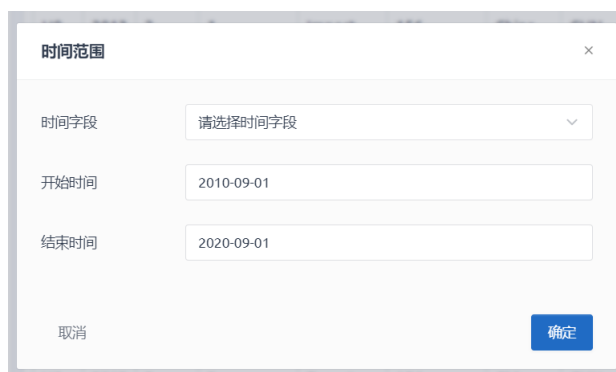 时间范围
时间字段 请选择时间字段
开始时间 2010-09-01
结束时间 2020-09-01
取消 确定